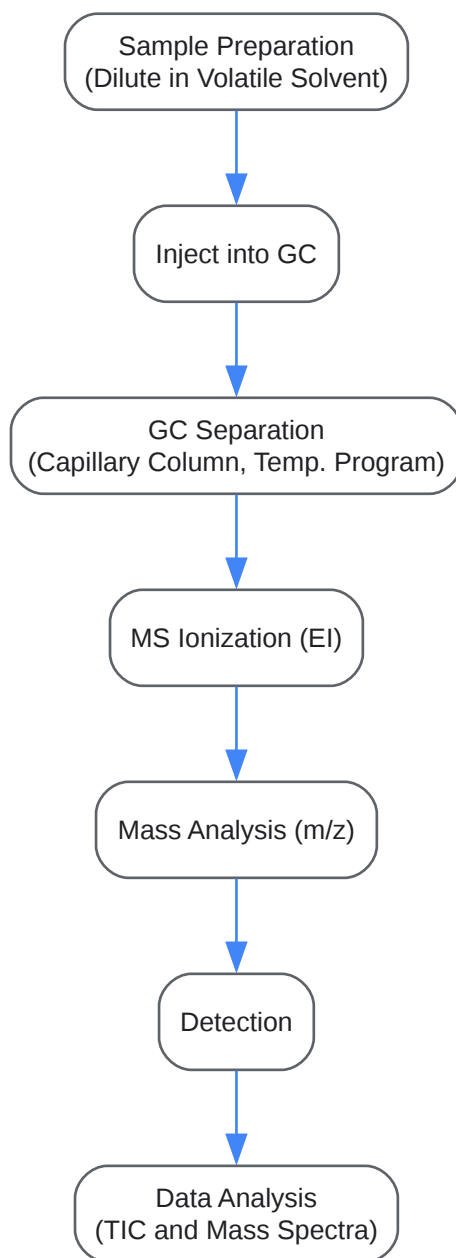 Sample Preparation
(Dilute in Volatile Solvent)
Inject into GC
GC Separation
(Capillary Column, Temp. Program)
MS Ionization (EI)
Mass Analysis (m/z)
Detection
Data Analysis
(TIC and Mass Spectra)